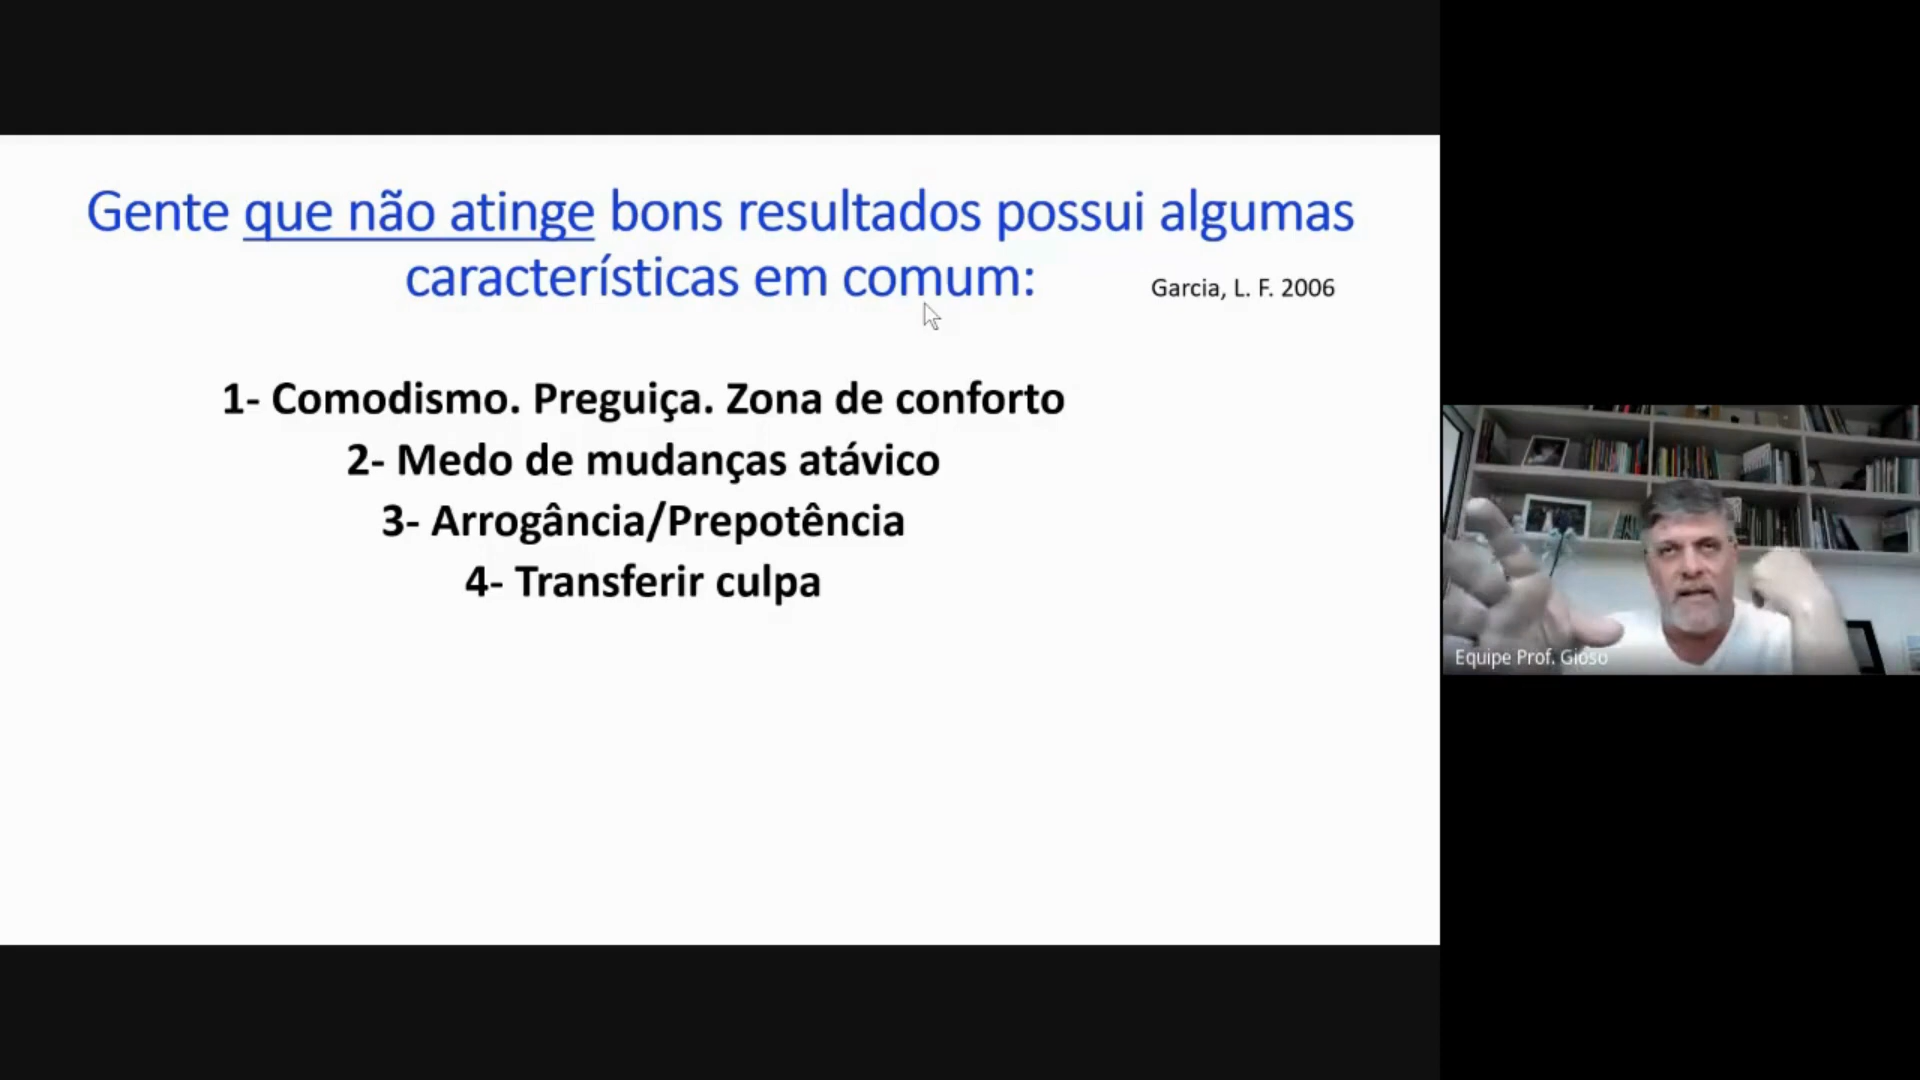 Gente que não atinge bons resultados possui algumas
características em comum:
Garcia, L. F. 2006
1- Comodismo. Preguiça. Zona de conforto
2- Medo de mudanças atávico
3- Arrogância/Prepotência
4- Transferir culpa
Equipe Prof. Gioso